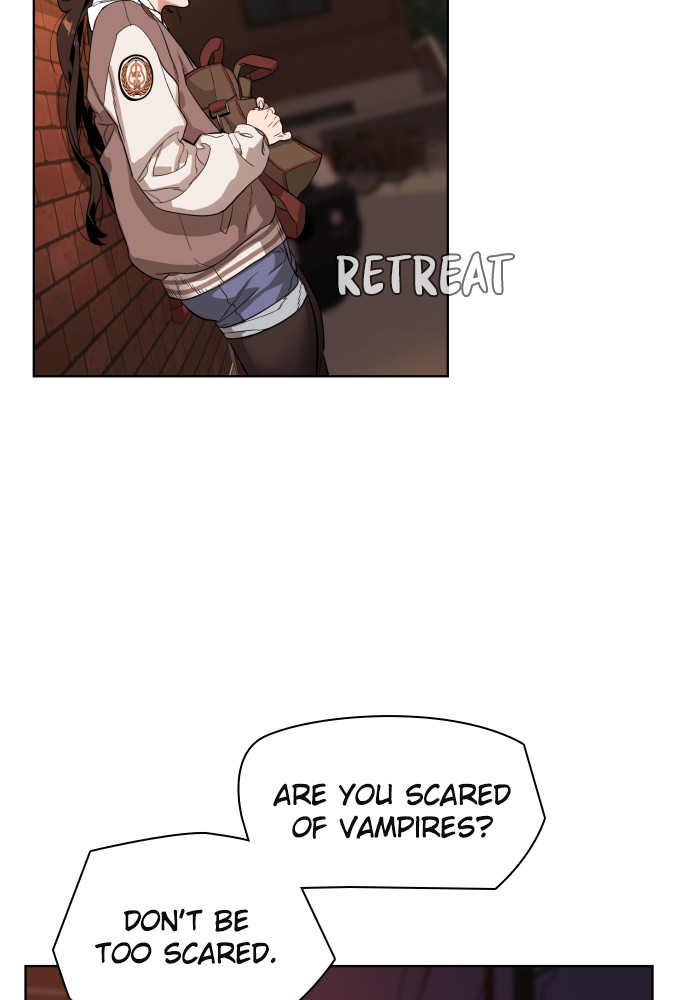 RETREAT
ARE YOU SCARED
OF VAMPIRES?
DON'T BE
TOO SCARED.